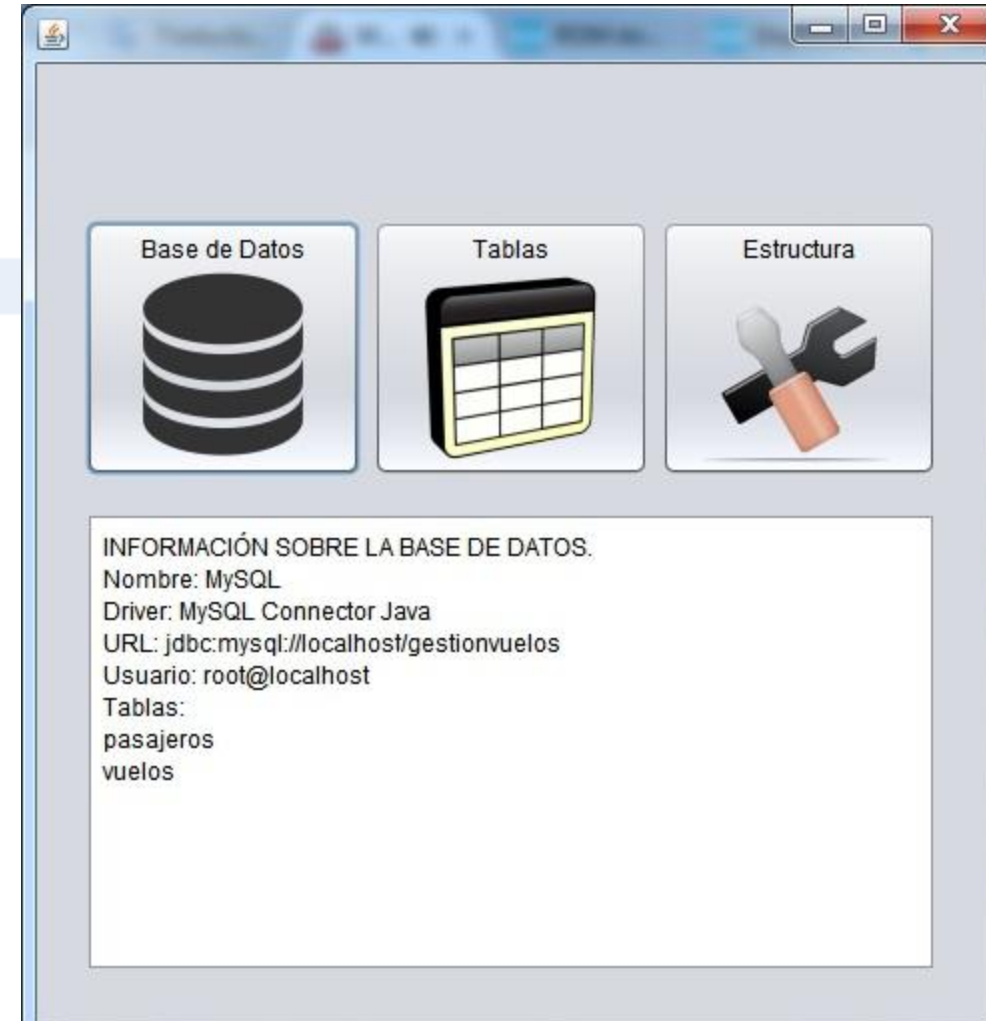 Base de Datos
Tablas
Estructura
INFORMACIÓN SOBRE LA BASE DE DATOS.
Nombre: MySQL
Driver: MySQL Connector Java
URL: jdbc:mysql://localhost/gestionvuelos
Usuario: root@localhost
Tablas:
pasajeros
vuelos